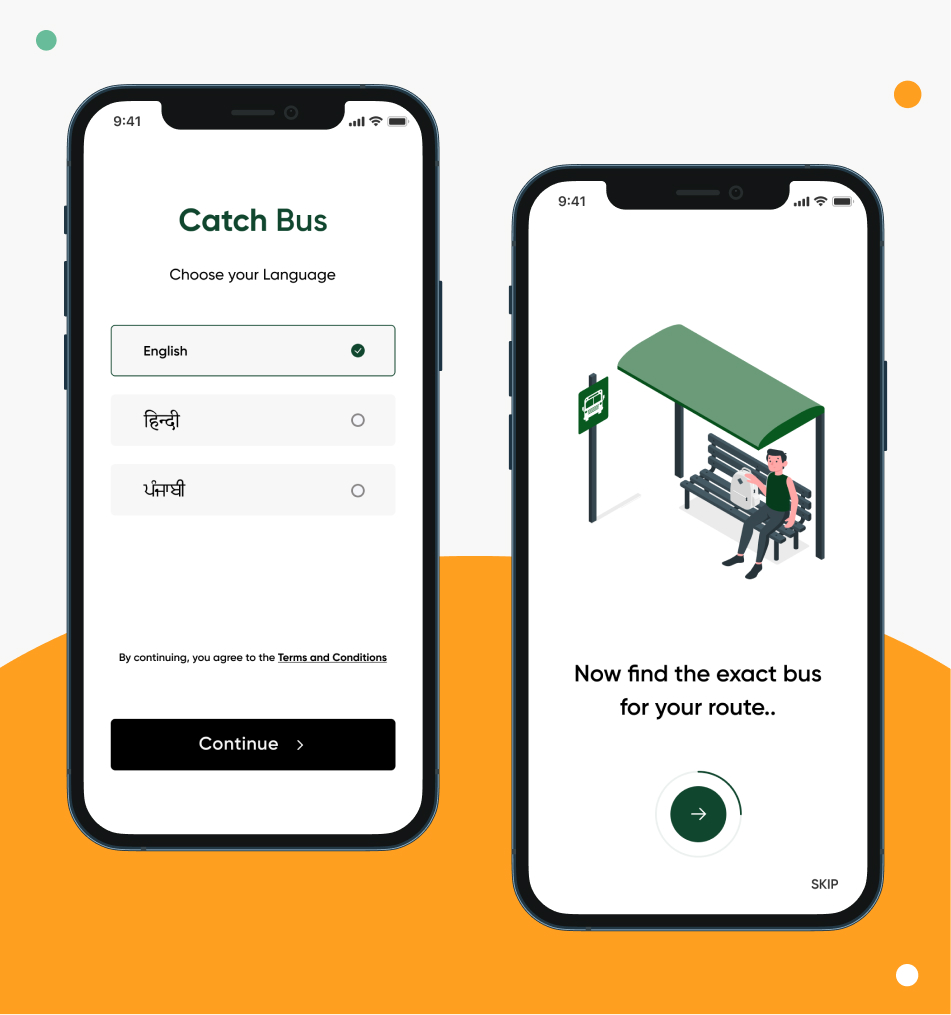 9:41
Catch Bus
Choose your Language
English
हिन्दी
પંजाबी
By continuing, you agree to the Terms and Conditions
Continue
9:41
Now find the exact bus
for your route..
SKIP